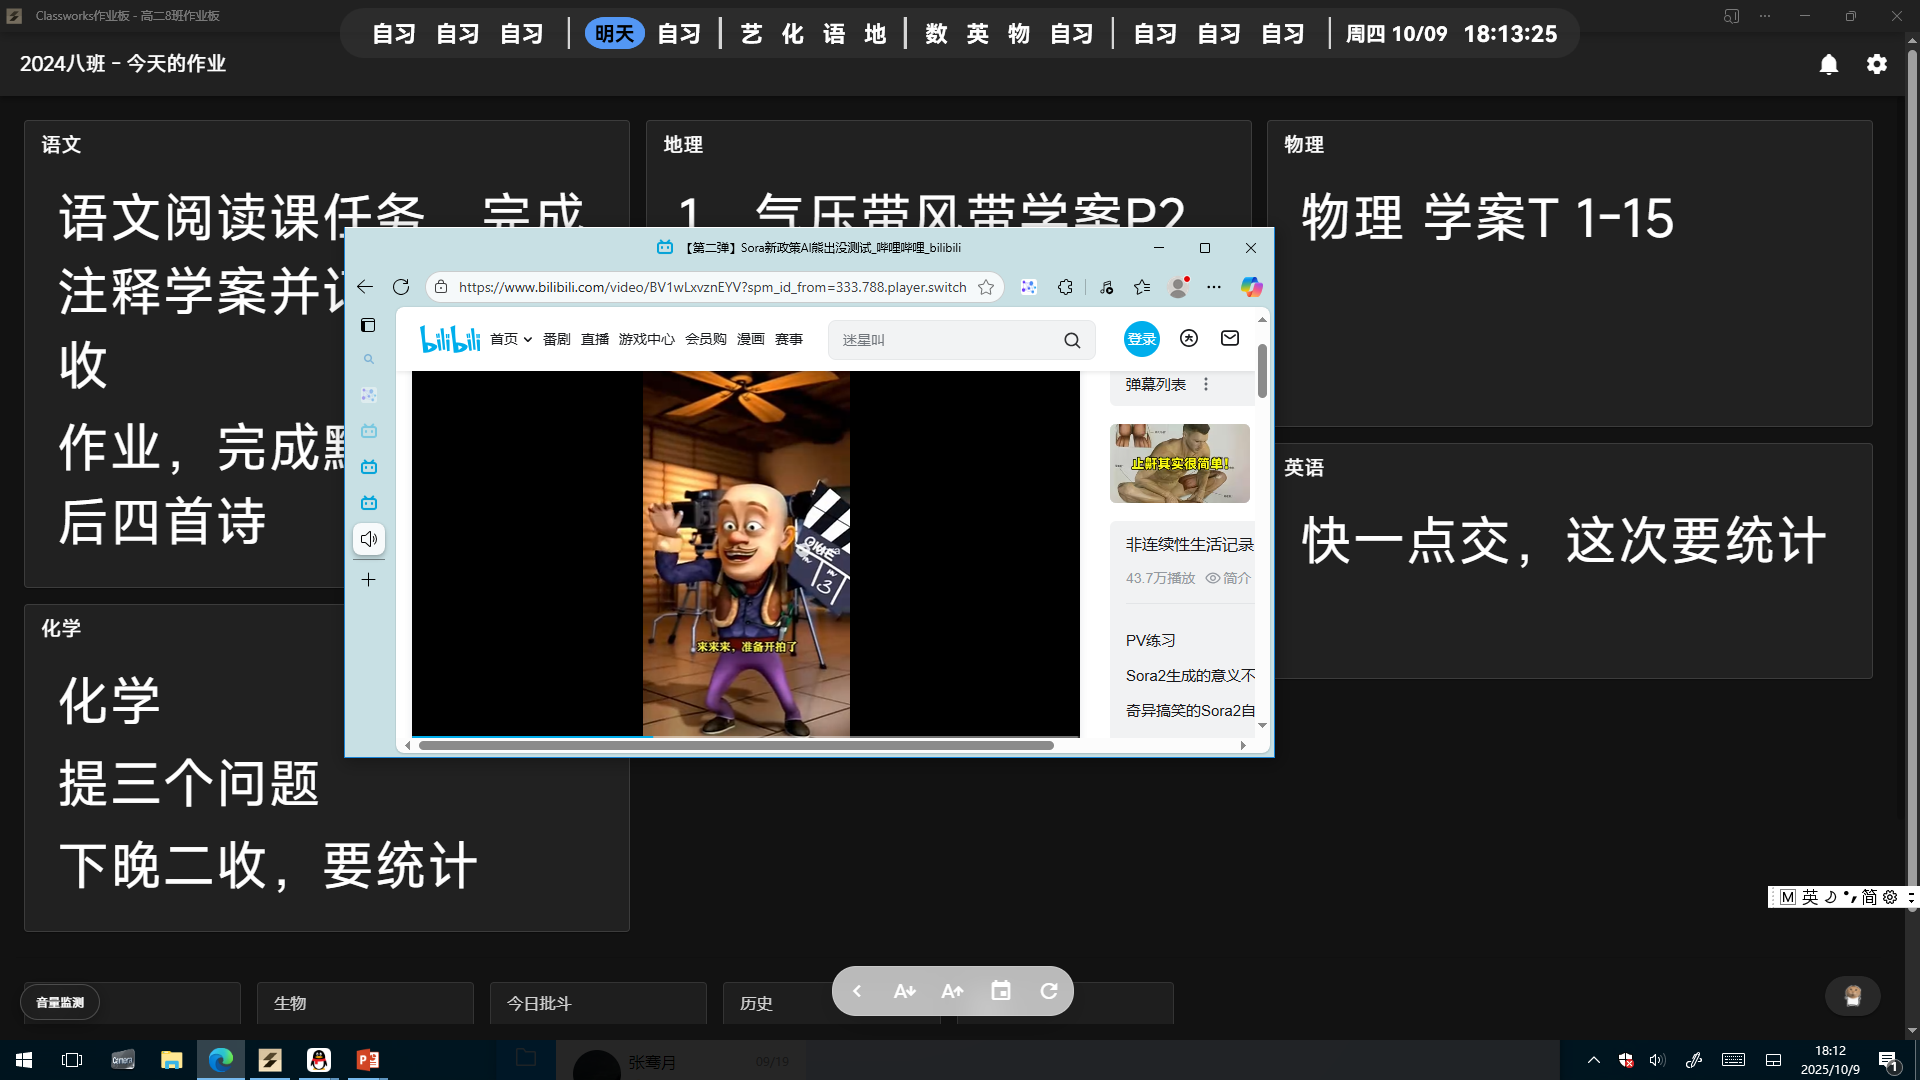 Classworks作业板 - 高二8班作业板
自习 自习 自习 | 明天 自习 | 艺 化 语 地 | 数 英 物 自习 | 自习 自习 自习 | 周四 10/09 18:13:25
2024八班 - 今天的作业
语文
语文阅读课任务，完成
注释学案并
收
作业，完成
后四首诗
地理
1、气压带风带学案P2
物理
物理 学案T 1-15
英语
快一点交，这次要统计
化学
化学
提三个问题
下晚二收，要统计
【第二弹】Sora新政策AI熊出没测试_哔哩哔哩_bilibili
https://www.bilibili.com/video/BV1wLxvznEYV?spm_id_from=333.788.player.switch
bilibili 首页 番剧 直播 游戏中心 会员购 漫画 赛事
迷星叫
登录
弹幕列表
止鼾其实很简单!
非连续性生活记录
43.7万播放 简介
PV练习
Sora2生成的意义不
奇异搞笑的Sora2自
来来来，准备开拍了
M 英 简
音量监测
生物
今日批斗
历史
张骞月 09/19
18:12
2025/10/9
1